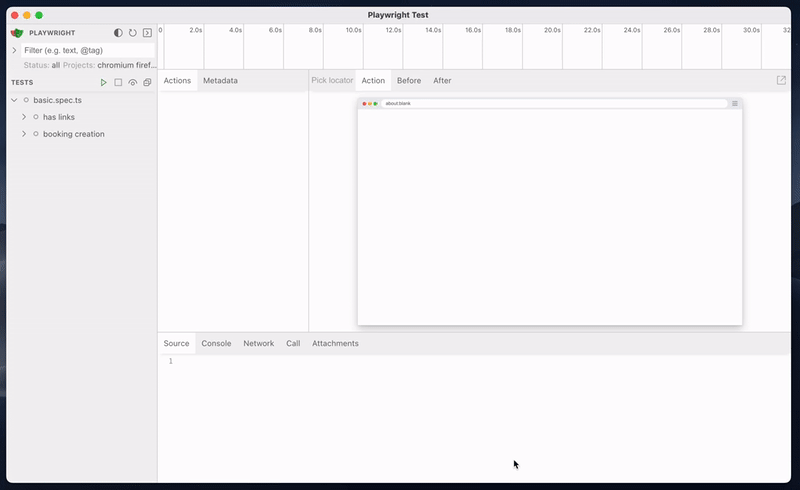 Playwright Test
PLAYWRIGHT
Filter (e.g. text, @tag)
Status: all Projects: chromium firef...
TESTS
basic.spec.ts
has links
booking creation
0 2.0s 4.0s 6.0s 8.0s 10.0s 12.0s 14.0s 16.0s 18.0s 20.0s 22.0s 24.0s 26.0s 28.0s 30.0s 32
Actions Metadata
Pick locator Action Before After
about:blank
Source Console Network Call Attachments
1